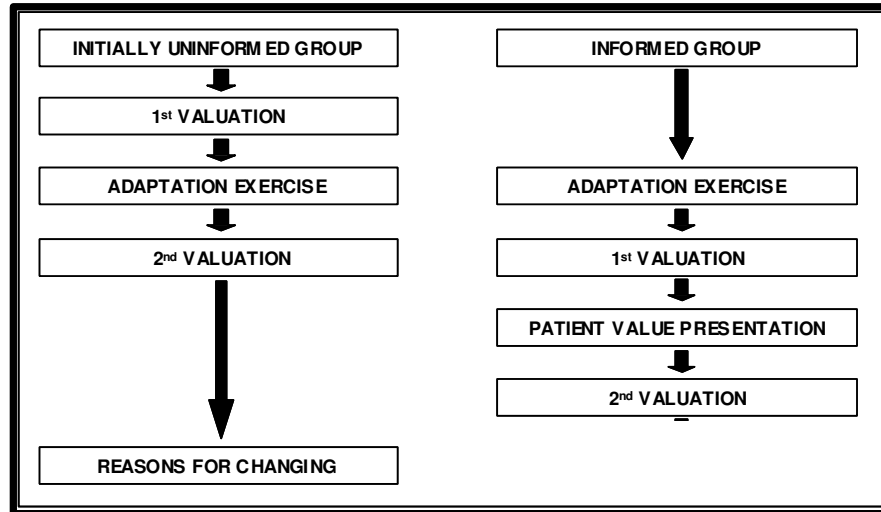 INITIALLY UNINFORMED GROUP
1st VALUATION
ADAPTATION EXERCISE
2nd VALUATION
REASONS FOR CHANGING
INFORMED GROUP
ADAPTATION EXERCISE
1st VALUATION
PATIENT VALUE PRESENTATION
2nd VALUATION